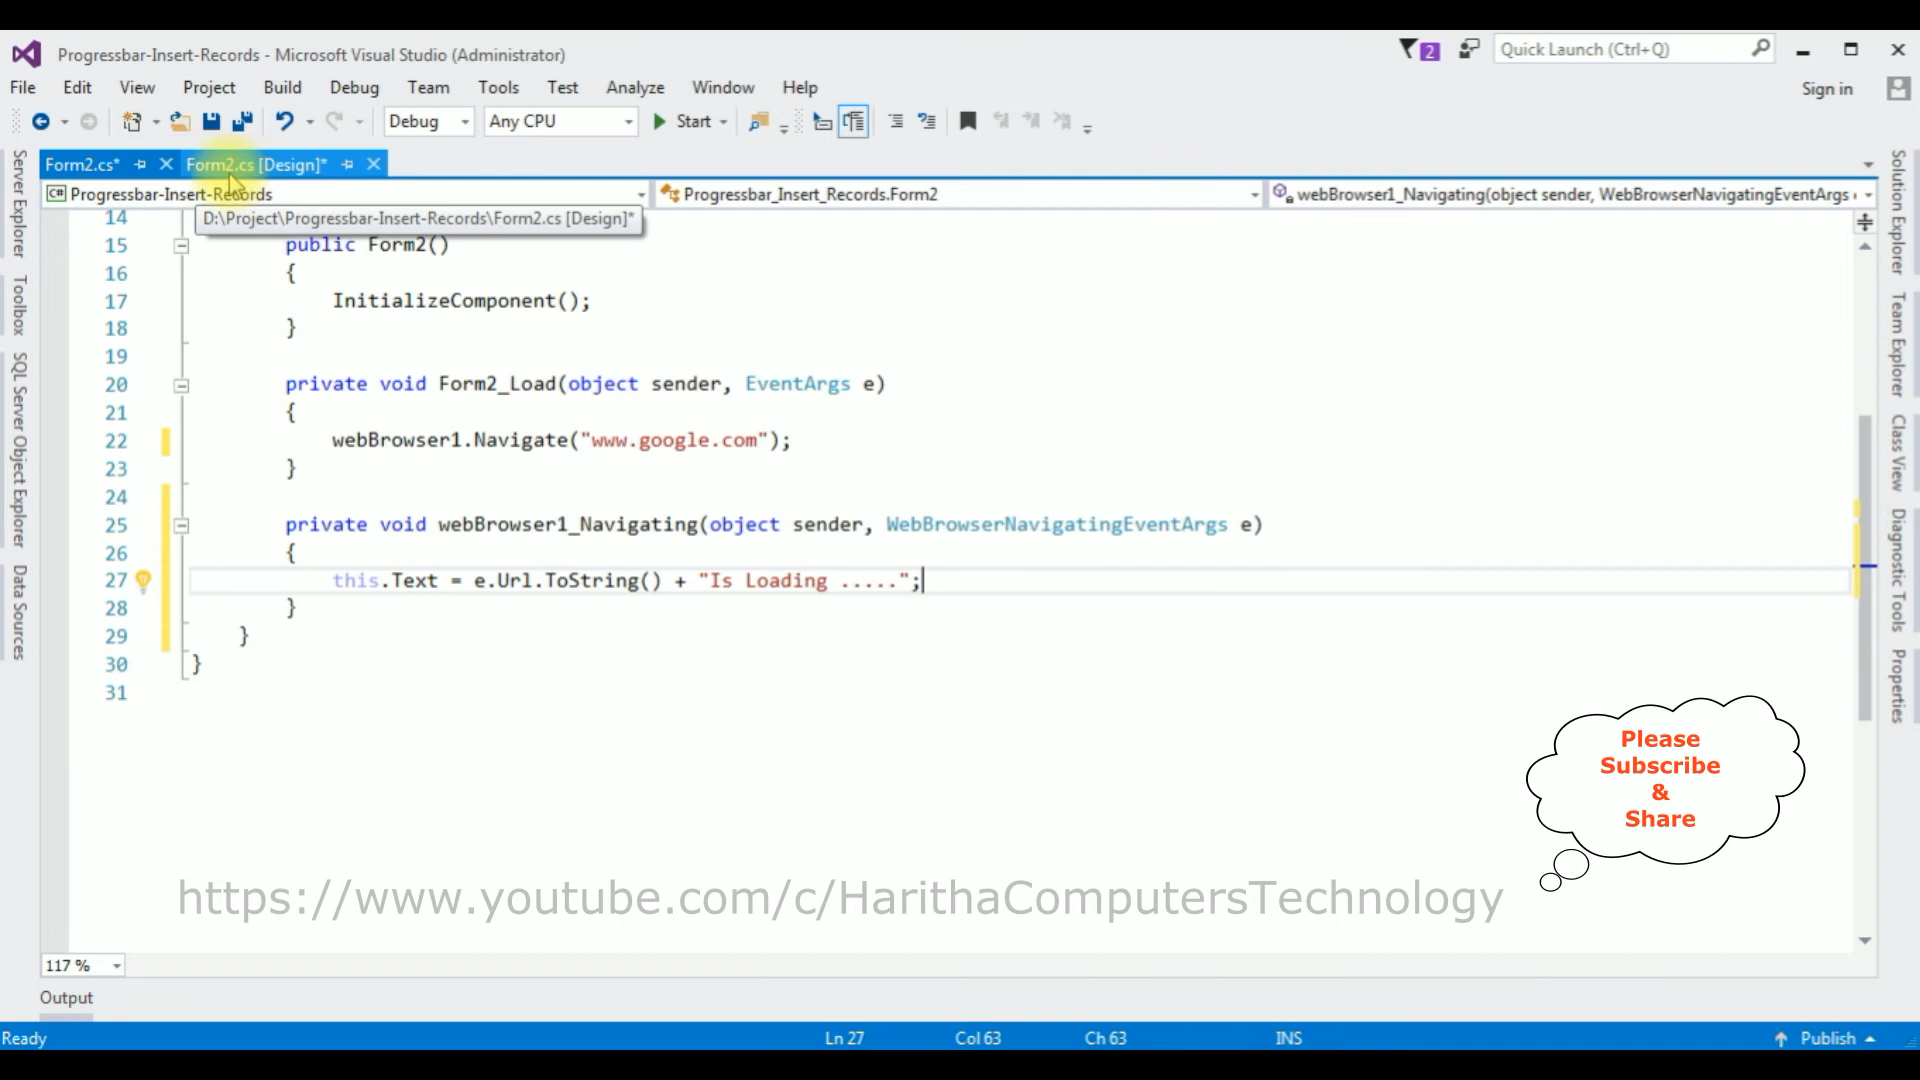 Progressbar-Insert-Records - Microsoft Visual Studio (Administrator)
2
Quick Launch (Ctrl+Q)
File Edit View Project Build Debug Team Tools Test Analyze Window Help
Sign in
Debug Any CPU Start
Form2.cs* Form2.cs [Design]*
C# Progressbar-Insert-Records Progressbar_Insert_Records.Form2 webBrowser1_Navigating(object sender, WebBrowserNavigatingEventArgs e
D:\Project\Progressbar-Insert-Records\Form2.cs [Design]*
14
15 public Form2()
16 {
17 InitializeComponent();
18 }
19
20 private void Form2_Load(object sender, EventArgs e)
21 {
22 webBrowser1.Navigate("www.google.com");
23 }
24
25 private void webBrowser1_Navigating(object sender, WebBrowserNavigatingEventArgs e)
26 {
27 this.Text = e.Url.ToString() + "Is Loading .....";
28 }
29 }
30 }
31
Server Explorer
Toolbox
SQL Server Object Explorer
Data Sources
Solution Explorer
Team Explorer
Class View
Diagnostic Tools
Properties
Please
Subscribe
&
Share
https://www.youtube.com/c/HarithaComputersTechnology
117 %
Output
Ready Ln 27 Col 63 Ch 63 INS Publish